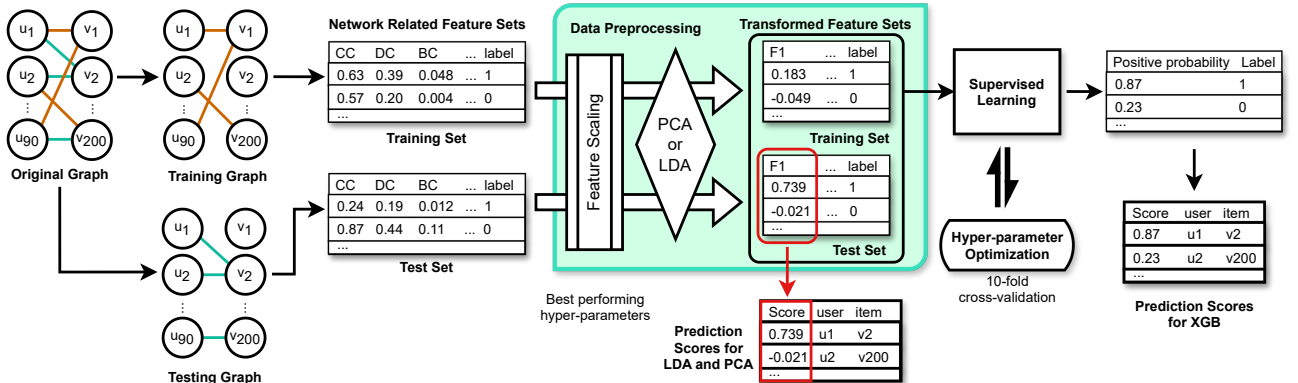 u1 v1
u2 v2
u90 v200
Original Graph
u1 v1
u2 v2
u90 v200
Training Graph
u1 v1
u2 v2
u90 v200
Testing Graph
Network Related Feature Sets
CC DC BC ... label
0.63 0.39 0.048 ... 1
0.57 0.20 0.004 ... 0
...
Training Set
CC DC BC ... label
0.24 0.19 0.012 ... 1
0.87 0.44 0.11 ... 0
...
Test Set
Data Preprocessing
Feature Scaling
PCA
or
LDA
Transformed Feature Sets
F1 ... label
0.183 ... 1
-0.049 ... 0
...
Training Set
F1 ... label
0.739 ... 1
-0.021 ... 0
...
Test Set
Best performing
hyper-parameters
Prediction
Scores for
LDA and PCA
Score user item
0.739 u1 v2
-0.021 u2 v200
...
Supervised
Learning
Hyper-parameter
Optimization
10-fold
cross-validation
Positive probability Label
0.87 1
0.23 0
...
Score user item
0.87 u1 v2
0.23 u2 v200
...
Prediction Scores
for XGB